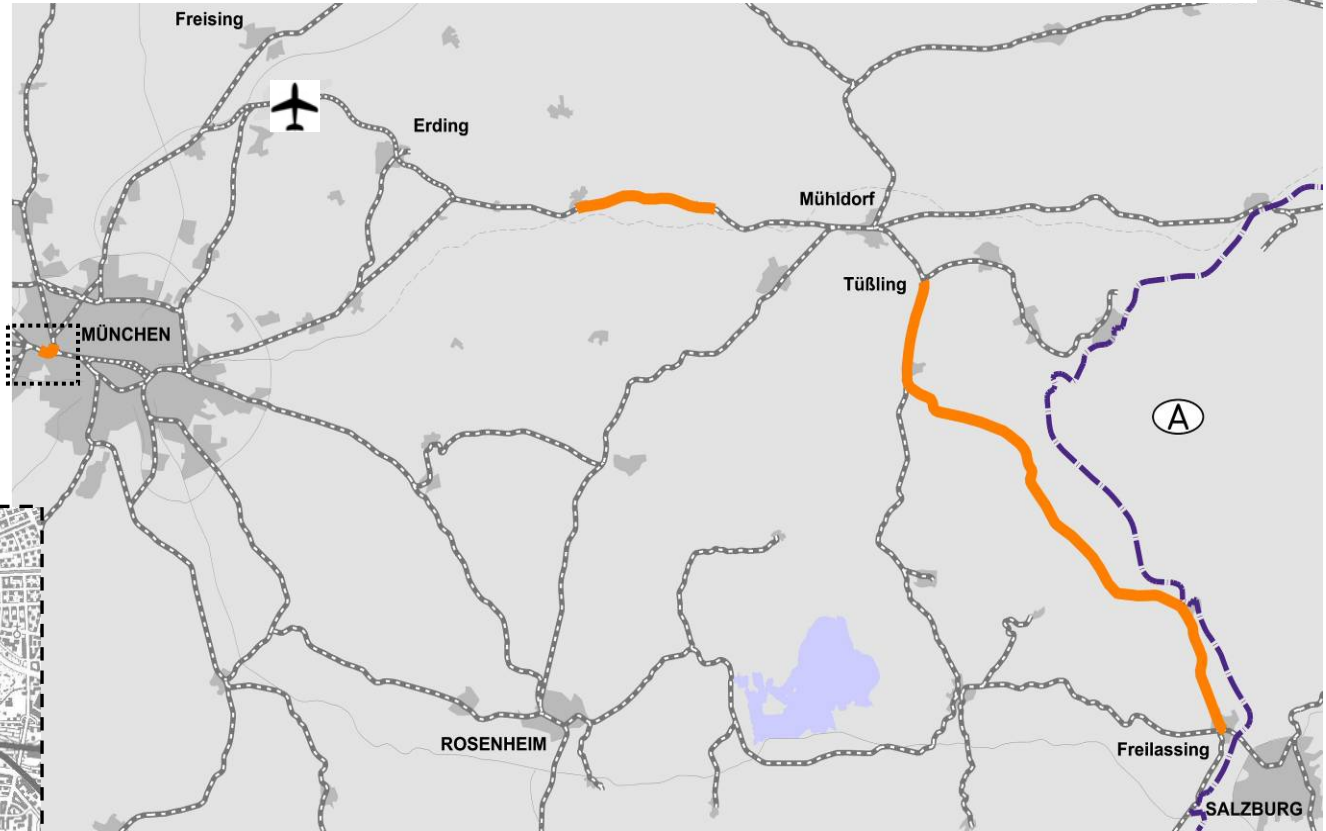 Freising
Erding
Mühldorf
Tüßling
MÜNCHEN
A
ROSENHEIM
Freilassing
SALZBURG